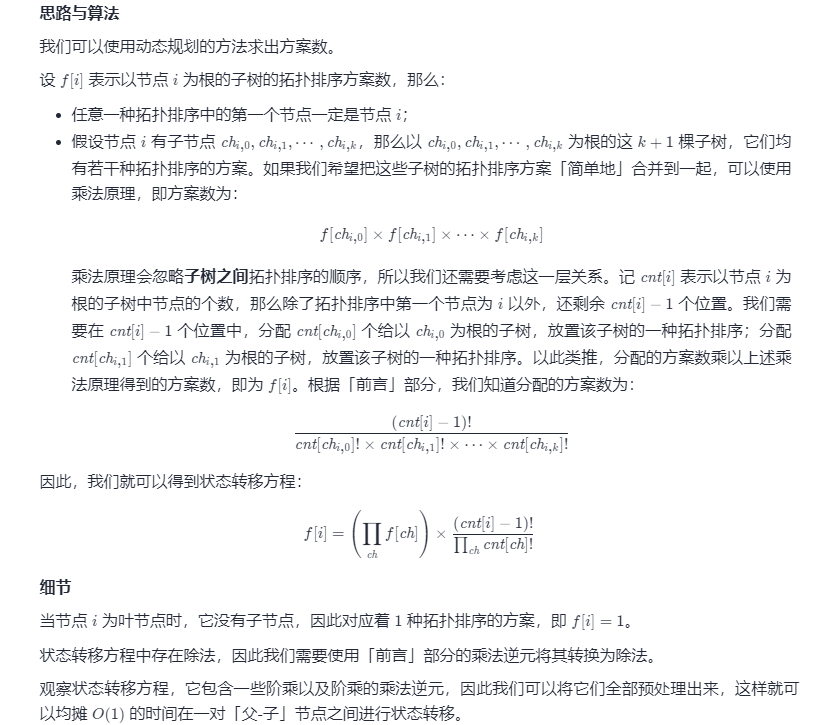 思路与算法
我们可以使用动态规划的方法求出方案数。
设 f[i] 表示以节点 i 为根的子树的拓扑排序方案数，那么：
• 任意一种拓扑排序中的第一个节点一定是节点 i；
• 假设节点 i 有子节点 ch_{i,0}, ch_{i,1}, ⋯ , ch_{i,k}，那么以 ch_{i,0}, ch_{i,1}, ⋯ , ch_{i,k} 为根的这 k + 1 棵子树，它们均
有若干种拓扑排序的方案。如果我们希望把这些子树的拓扑排序方案「简单地」合并到一起，可以使用
乘法原理，即方案数为：
f[ch_{i,0}] × f[ch_{i,1}] × ⋯ × f[ch_{i,k}]
乘法原理会忽略子树之间拓扑排序的顺序，所以我们还需要考虑这一层关系。记 cnt[i] 表示以节点 i 为
根的子树中节点的个数，那么除了拓扑排序中第一个节点为 i 以外，还剩余 cnt[i] − 1 个位置。我们需
要在 cnt[i] − 1 个位置中，分配 cnt[ch_{i,0}] 个给以 ch_{i,0} 为根的子树，放置该子树的一种拓扑排序；分配
cnt[ch_{i,1}] 个给以 ch_{i,1} 为根的子树，放置该子树的一种拓扑排序。以此类推，分配的方案数乘以上述乘
法原理得到的方案数，即为 f[i]。根据「前言」部分，我们知道分配的方案数为：
(cnt[i] − 1)!
cnt[ch_{i,0}]! × cnt[ch_{i,1}]! × ⋯ × cnt[ch_{i,k}]!
因此，我们就可以得到状态转移方程：
f[i] = (∏_{ch} f[ch]) × (cnt[i] − 1)! / ∏_{ch} cnt[ch]!
细节
当节点 i 为叶节点时，它没有子节点，因此对应着 1 种拓扑排序的方案，即 f[i] = 1。
状态转移方程中存在除法，因此我们需要使用「前言」部分的乘法逆元将其转换为除法。
观察状态转移方程，它包含一些阶乘以及阶乘的乘法逆元，因此我们可以将它们全部预处理出来，这样就可
以均摊 O(1) 的时间在一对「父-子」节点之间进行状态转移。